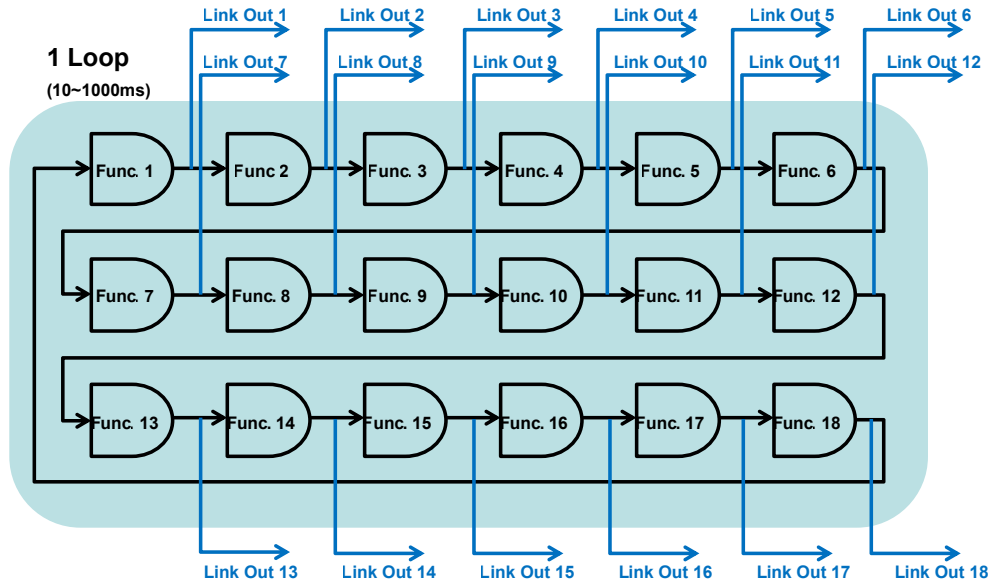 Link Out 1
Link Out 2
Link Out 3
Link Out 4
Link Out 5
Link Out 6
1 Loop
(10~1000ms)
Link Out 7
Link Out 8
Link Out 9
Link Out 10
Link Out 11
Link Out 12
Func. 1
Func 2
Func. 3
Func. 4
Func. 5
Func. 6
Func. 7
Func. 8
Func. 9
Func. 10
Func. 11
Func. 12
Func. 13
Func. 14
Func. 15
Func. 16
Func. 17
Func. 18
Link Out 13
Link Out 14
Link Out 15
Link Out 16
Link Out 17
Link Out 18